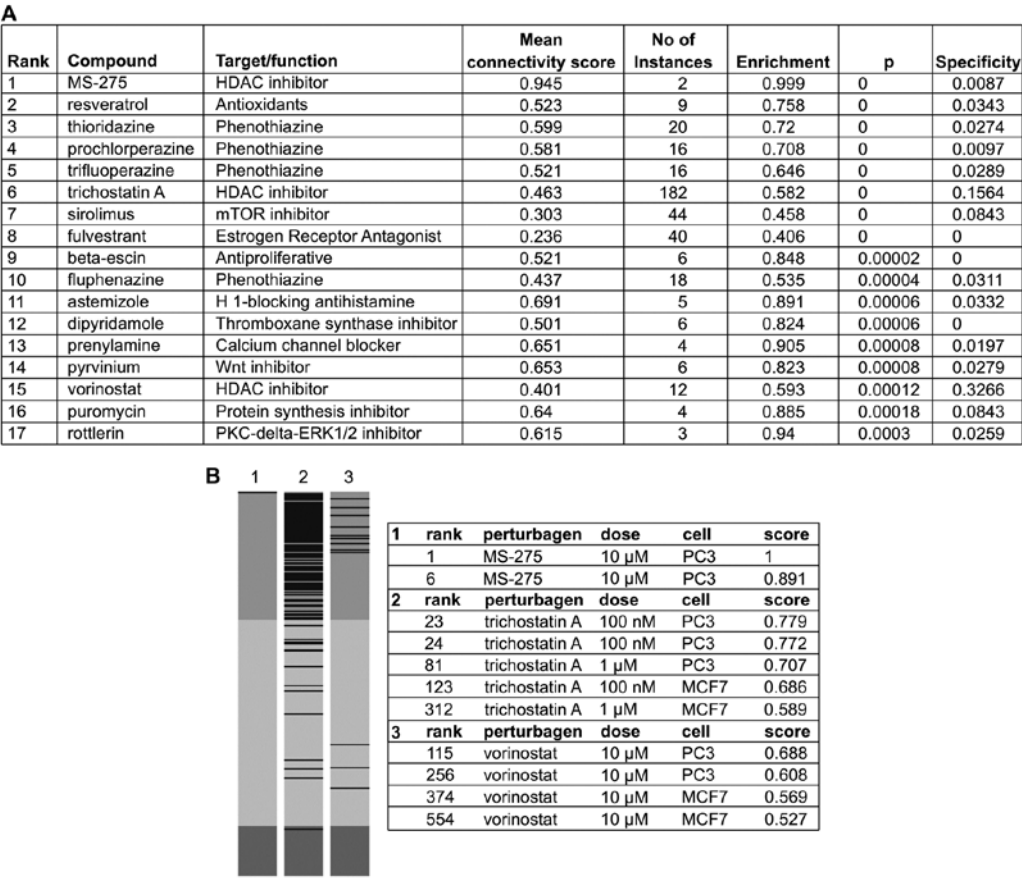 A
Rank Compound Target/function Mean connectivity score No of Instances Enrichment p Specificity
1 MS-275 HDAC inhibitor 0.945 2 0.999 0 0.0087
2 resveratrol Antioxidants 0.523 9 0.758 0 0.0343
3 thioridazine Phenothiazine 0.599 20 0.72 0 0.0274
4 prochlorperazine Phenothiazine 0.581 16 0.708 0 0.0097
5 trifluoperazine Phenothiazine 0.521 16 0.646 0 0.0289
6 trichostatin A HDAC inhibitor 0.463 182 0.582 0 0.1564
7 sirolimus mTOR inhibitor 0.303 44 0.458 0 0.0843
8 fulvestrant Estrogen Receptor Antagonist 0.236 40 0.406 0 0
9 beta-escin Antiproliferative 0.521 6 0.848 0.00002 0
10 fluphenazine Phenothiazine 0.437 18 0.535 0.00004 0.0311
11 astemizole H 1-blocking antihistamine 0.691 5 0.891 0.00006 0.0332
12 dipyridamole Thromboxane synthase inhibitor 0.501 6 0.824 0.00006 0
13 prenylamine Calcium channel blocker 0.651 4 0.905 0.00008 0.0197
14 pyrvinium Wnt inhibitor 0.653 6 0.823 0.00008 0.0279
15 vorinostat HDAC inhibitor 0.401 12 0.593 0.00012 0.3266
16 puromycin Protein synthesis inhibitor 0.64 4 0.885 0.00018 0.0843
17 rottlerin PKC-delta-ERK1/2 inhibitor 0.615 3 0.94 0.0003 0.0259
B 1 2 3
1 rank perturbagen dose cell score
1 MS-275 10 µM PC3 1
6 MS-275 10 µM PC3 0.891
2 rank perturbagen dose cell score
23 trichostatin A 100 nM PC3 0.779
24 trichostatin A 100 nM PC3 0.772
81 trichostatin A 1 µM PC3 0.707
123 trichostatin A 100 nM MCF7 0.686
312 trichostatin A 1 µM MCF7 0.589
3 rank perturbagen dose cell score
115 vorinostat 10 µM PC3 0.688
256 vorinostat 10 µM PC3 0.608
374 vorinostat 10 µM MCF7 0.569
554 vorinostat 10 µM MCF7 0.527